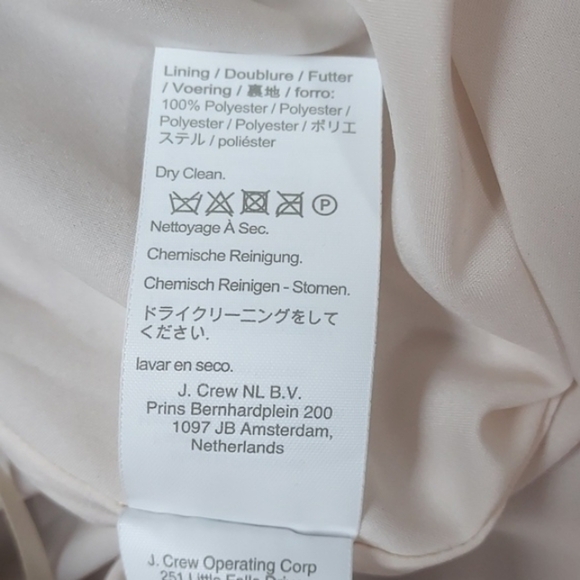 Lining / Doublure / Futter
/ Voering / 裏地 / forro:
100% Polyester / Polyester /
Polyester / Polyester / ポリエ
ステル / poliéster
Dry Clean.
P
Nettoyage À Sec.
Chemische Reinigung.
Chemisch Reinigen - Stomen.
ドライクリーニングをして
ください.
lavar en seco.
J. Crew NL B.V.
Prins Bernhardplein 200
1097 JB Amsterdam,
Netherlands
J. Crew Operating Corp
251 Little Falls